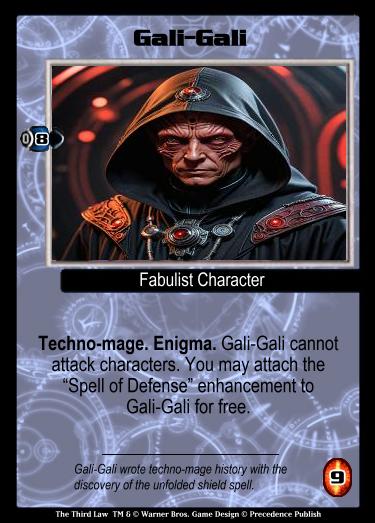 Gali-Gali
0
8
Fabulist Character
Techno-mage. Enigma. Gali-Gali cannot
attack characters. You may attach the
“Spell of Defense” enhancement to
Gali-Gali for free.
Gali-Gali wrote techno-mage history with the
discovery of the unfolded shield spell.
9
The Third Law TM & © Warner Bros. Game Design © Precedence Publish